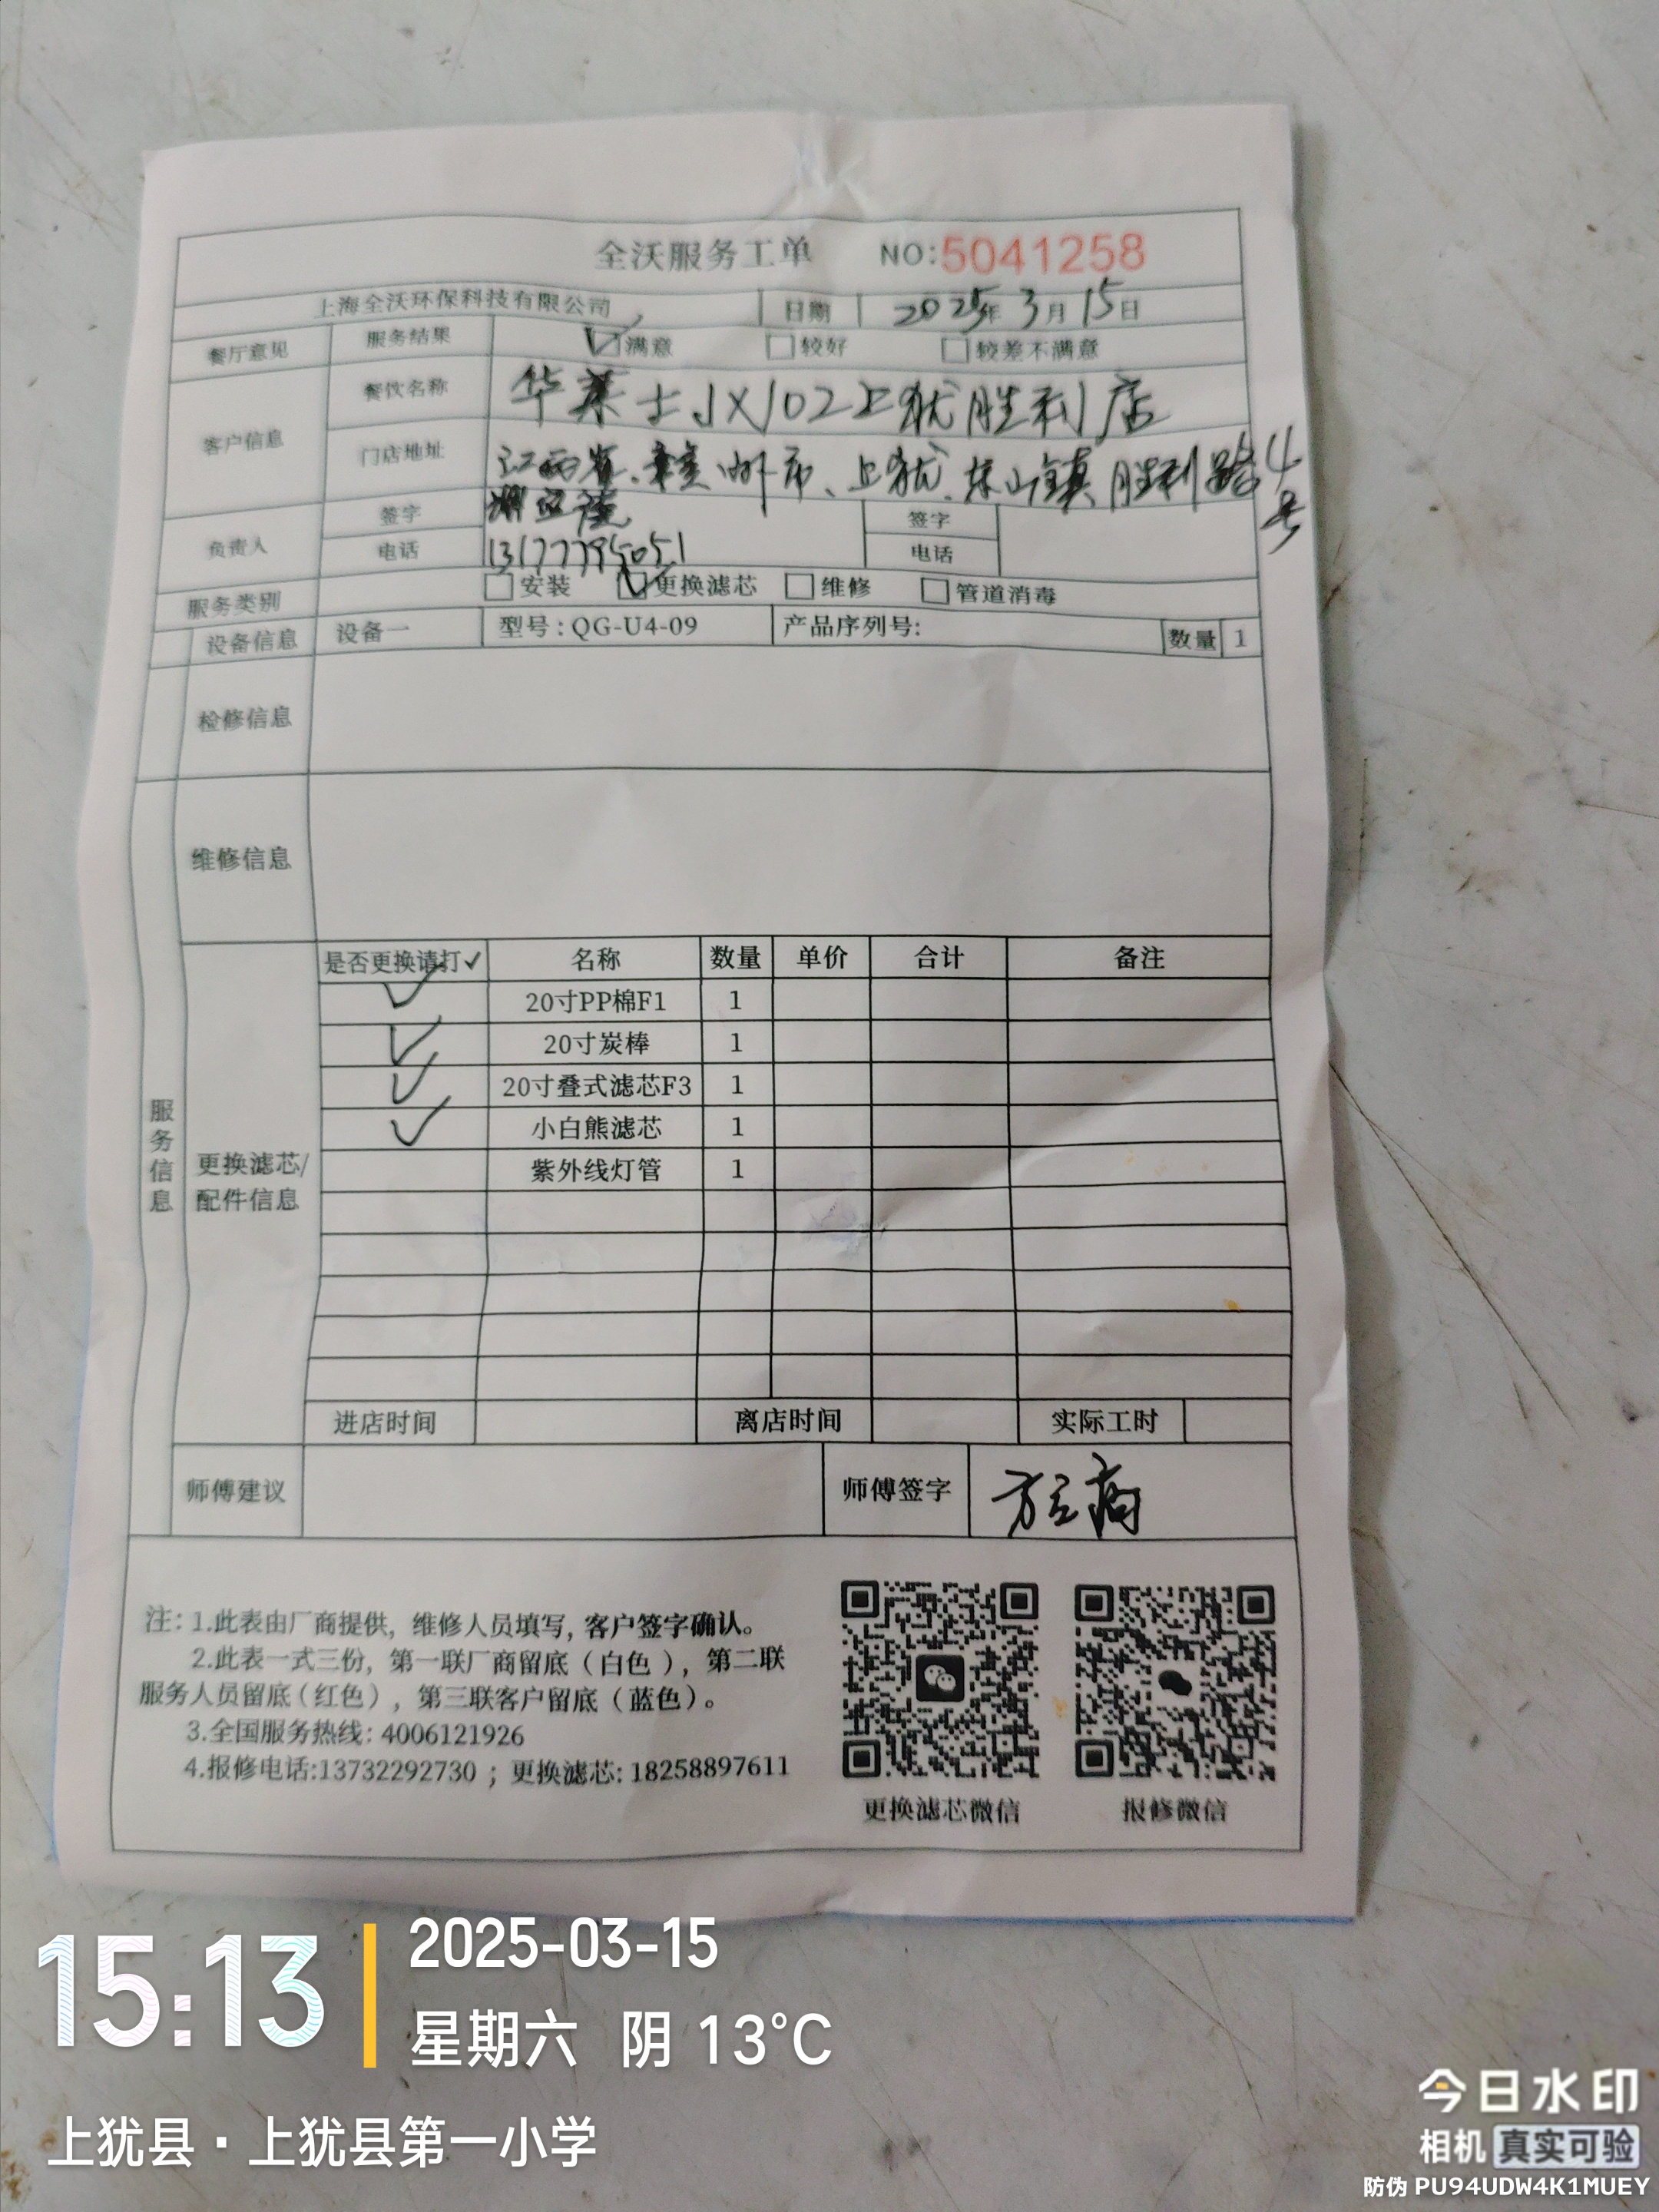 全沃服务工单 NO:5041258
上海全沃环保科技有限公司 日期 2025年3月15日
餐厅意见 服务结果 满意 较好 较差不满意
客户信息 餐饮名称 华莱士JX102上犹胜利店
门店地址 江西省、赣州市、上犹、东山镇胜利路4号
负责人 签字 签字
电话 13177795051 电话
服务类别 安装 更换滤芯 维修 管道消毒
设备信息 设备一 型号:QG-U4-09 产品序列号: 数量 1
检修信息
维修信息
服务信息
更换滤芯/配件信息
是否更换请打✓ 名称 数量 单价 合计 备注
✓ 20寸PP棉F1 1
✓ 20寸炭棒 1
✓ 20寸叠式滤芯F3 1
✓ 小白熊滤芯 1
紫外线灯管 1
进店时间 离店时间 实际工时
师傅建议 师傅签字
注: 1.此表由厂商提供, 维修人员填写, 客户签字确认。
2.此表一式三份, 第一联厂商留底(白色), 第二联
服务人员留底(红色), 第三联客户留底(蓝色)。
3.全国服务热线: 4006121926
4.报修电话:13732292730 ; 更换滤芯: 18258897611
更换滤芯微信 报修微信
15:13
2025-03-15
星期六 阴 13°C
上犹县·上犹县第一小学
今日水印
相机 真实可验
防伪 PU94UDW4K1MUEY